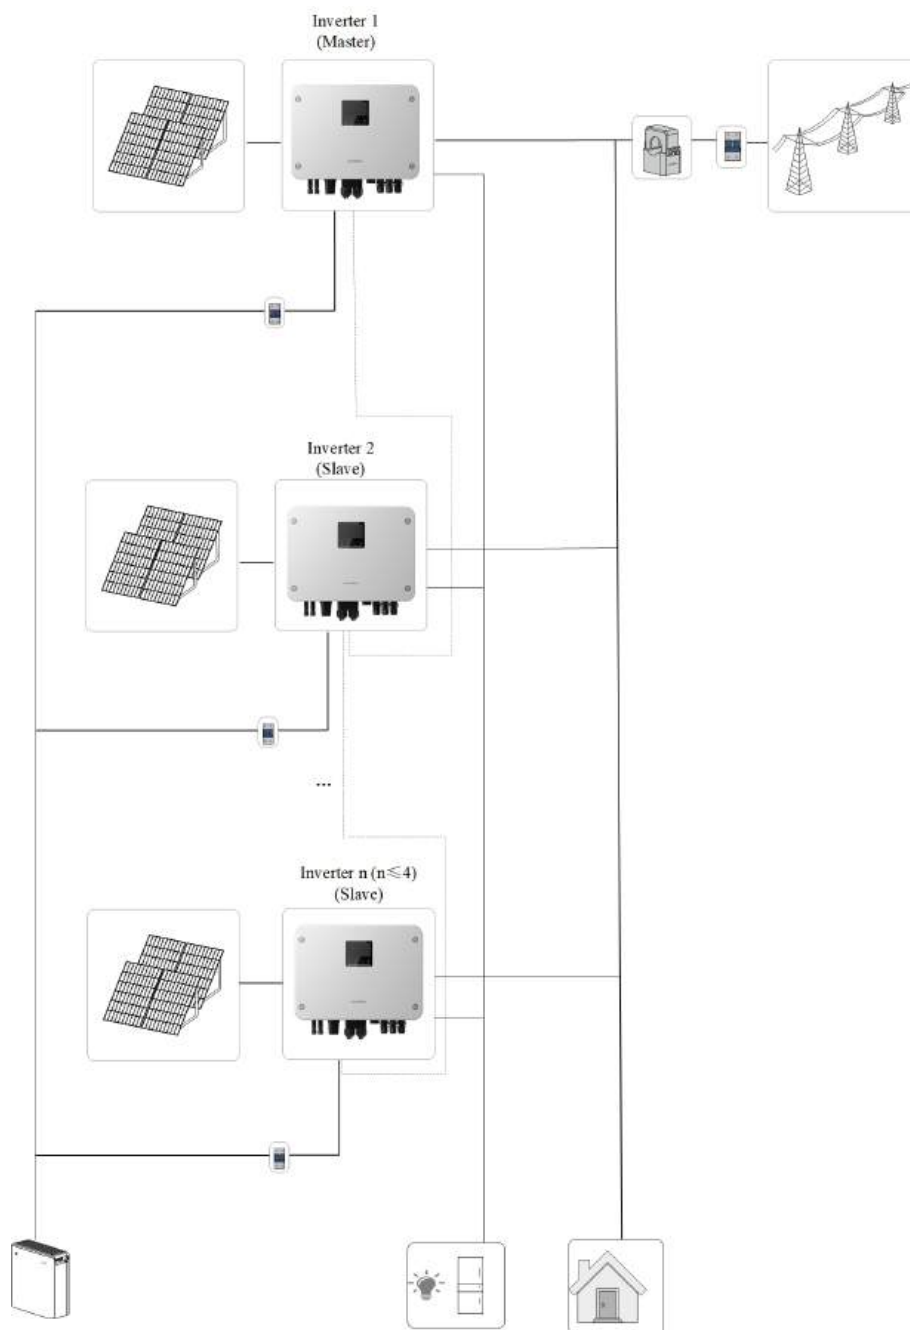 Inverter 1
(Master)
Inverter 2
(Slave)
...
Inverter n (n≤4)
(Slave)